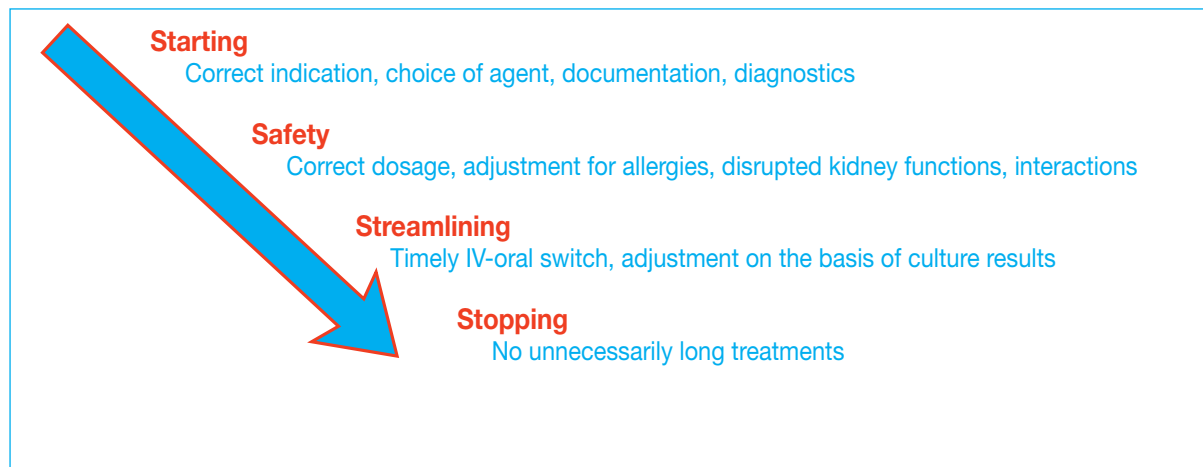 Starting
Correct indication, choice of agent, documentation, diagnostics
Safety
Correct dosage, adjustment for allergies, disrupted kidney functions, interactions
Streamlining
Timely IV-oral switch, adjustment on the basis of culture results
Stopping
No unnecessarily long treatments